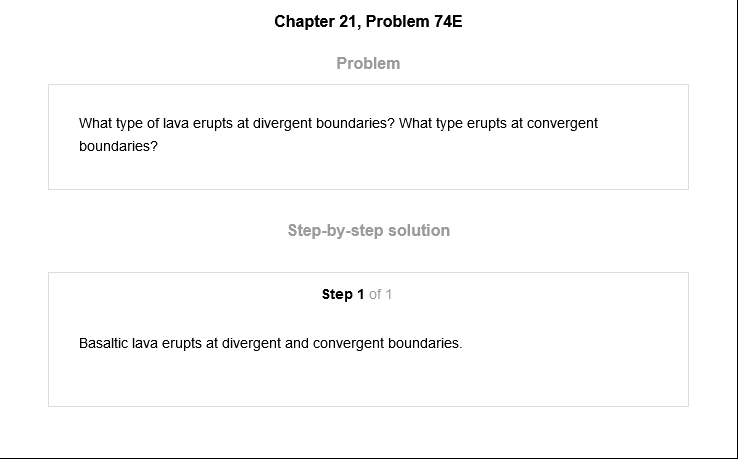 Chapter 21, Problem 74E
Problem
What type of lava erupts at divergent boundaries? What type erupts at convergent
boundaries?
Step-by-step solution
Step 1 of 1
Basaltic lava erupts at divergent and convergent boundaries.